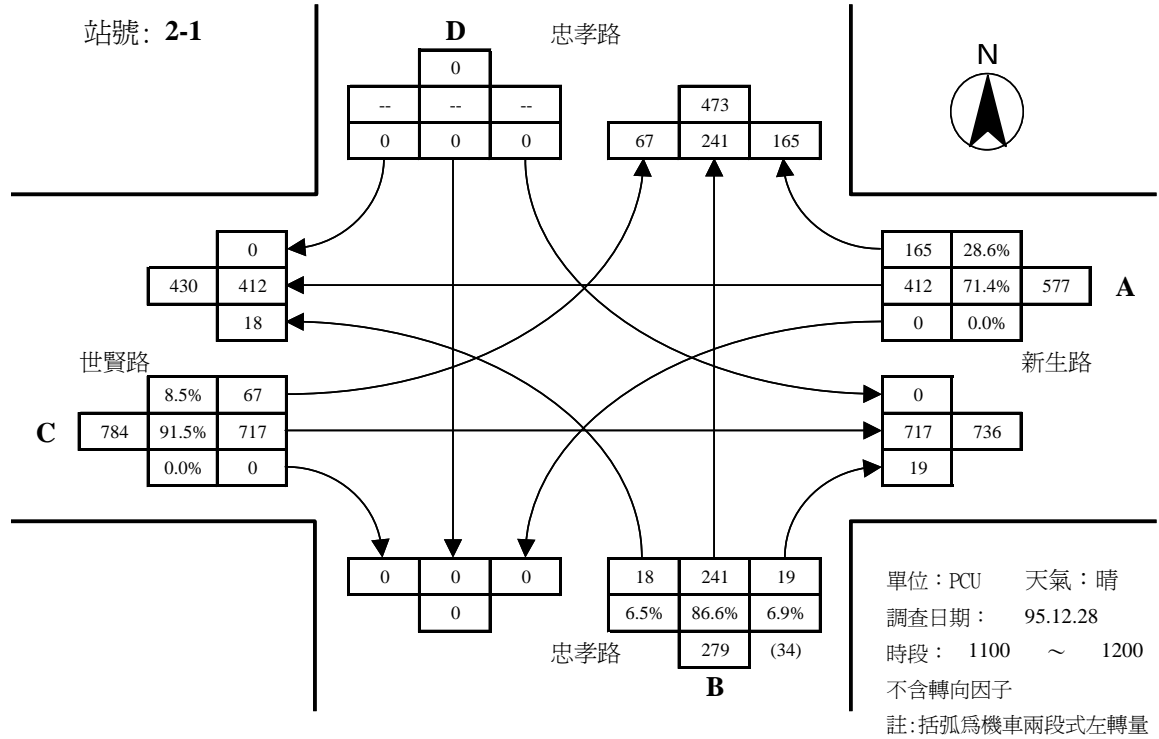 站號: 2-1
D
忠孝路
N
0
-- -- --
0 0 0
473
67 241 165
0
430 412
18
165 28.6%
412 71.4% 577
0 0.0%
A
世賢路
新生路
8.5% 67
784 91.5% 717
0.0% 0
C
0
717 736
19
0 0 0
0
18 241 19
6.5% 86.6% 6.9%
279 (34)
忠孝路
B
單位：PCU 天氣：晴
調查日期： 95.12.28
時段： 1100 ～ 1200
不含轉向因子
註:括弧爲機車兩段式左轉量